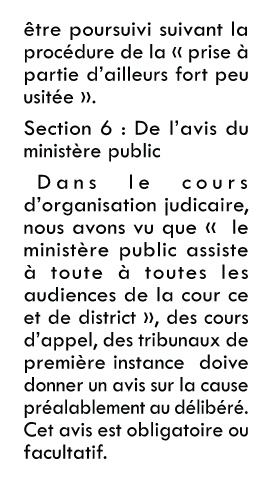 être poursuivi suivant la
procédure de la « prise à
partie d’ailleurs fort peu
usitée ».
Section 6 : De l’avis du
ministère public
Dans le cours
d’organisation judicaire,
nous avons vu que «  le
ministère public assiste
à toute à toutes les
audiences de la cour ce
et de district », des cours
d’appel, des tribunaux de
première instance  doive
donner un avis sur la cause
préalablement au délibéré.
Cet avis est obligatoire ou
facultatif.